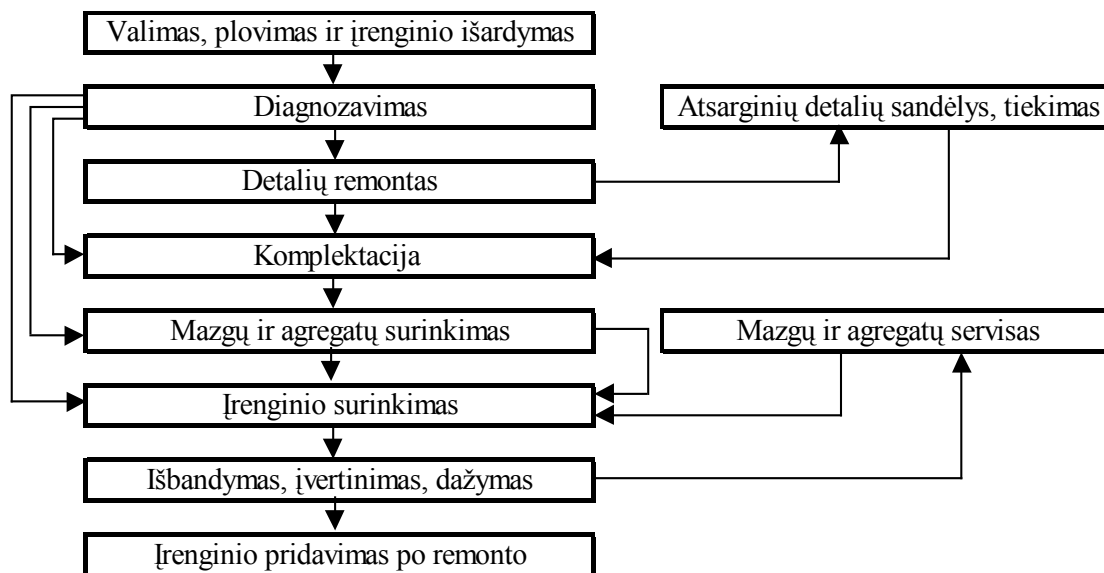 Valimas, plovimas ir įrenginio išardymas
Diagnozavimas
Atsarginių detalių sandėlys, tiekimas
Detalių remontas
Komplektacija
Mazgų ir agregatų surinkimas
Mazgų ir agregatų servisas
Įrenginio surinkimas
Išbandymas, įvertinimas, dažymas
Įrenginio pridavimas po remonto